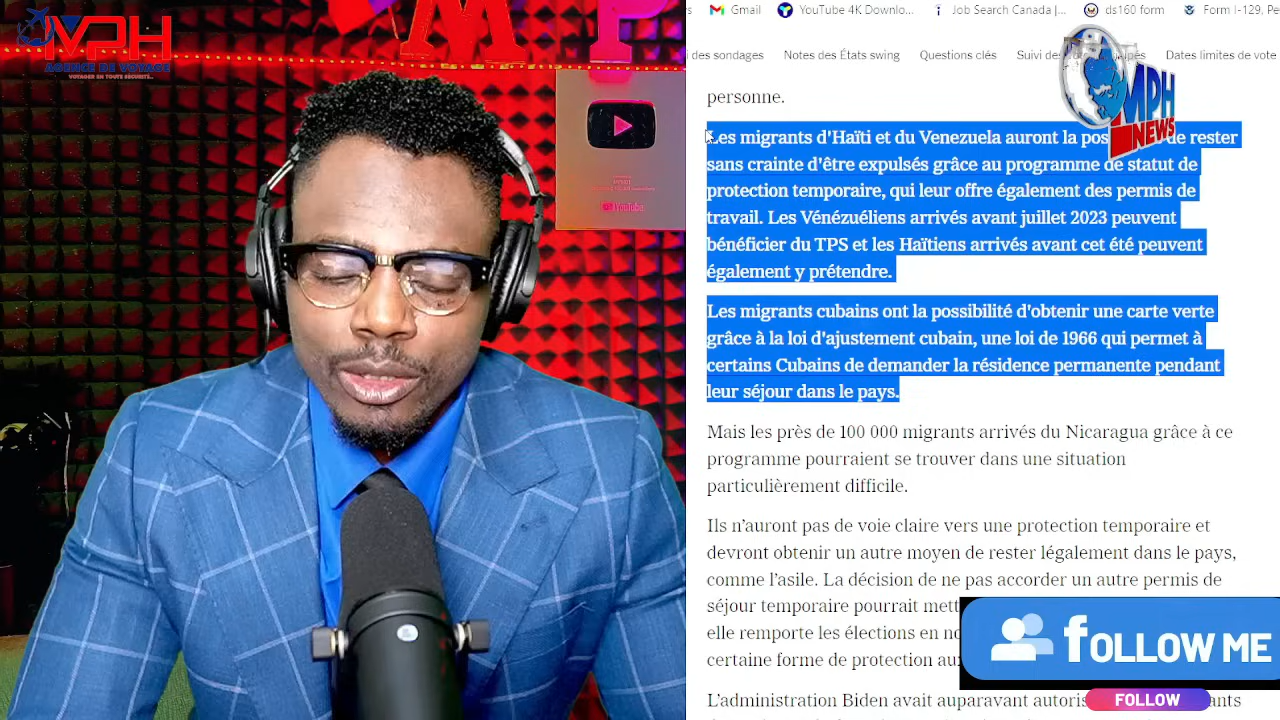 MPH
AGENCE DE VOYAGE
VOYAGER EN TOUTE SÉCURITÉ...
M P
YouTube
Gmail
YouTube 4K Downlo...
Job Search Canada |...
ds160 form
Form I-129, Pe
des sondages
Notes des États swing
Questions clés
Suivi des
Dates limites de vote
MPH
NEWS
personne.
Les migrants d'Haïti et du Venezuela auront la pos de rester
sans crainte d'être expulsés grâce au programme de statut de
protection temporaire, qui leur offre également des permis de
travail. Les Vénézuéliens arrivés avant juillet 2023 peuvent
bénéficier du TPS et les Haïtiens arrivés avant cet été peuvent
également y prétendre.
Les migrants cubains ont la possibilité d'obtenir une carte verte
grâce à la loi d'ajustement cubain, une loi de 1966 qui permet à
certains Cubains de demander la résidence permanente pendant
leur séjour dans le pays.
Mais les près de 100 000 migrants arrivés du Nicaragua grâce à ce
programme pourraient se trouver dans une situation
particulièrement difficile.
Ils n'auront pas de voie claire vers une protection temporaire et
devront obtenir un autre moyen de rester légalement dans le pays,
comme l'asile. La décision de ne pas accorder un autre permis de
séjour temporaire pourrait mett
elle remporte les élections en no
certaine forme de protection au
L'administration Biden avait auparavant autoris ants
FOLLOW ME
FOLLOW